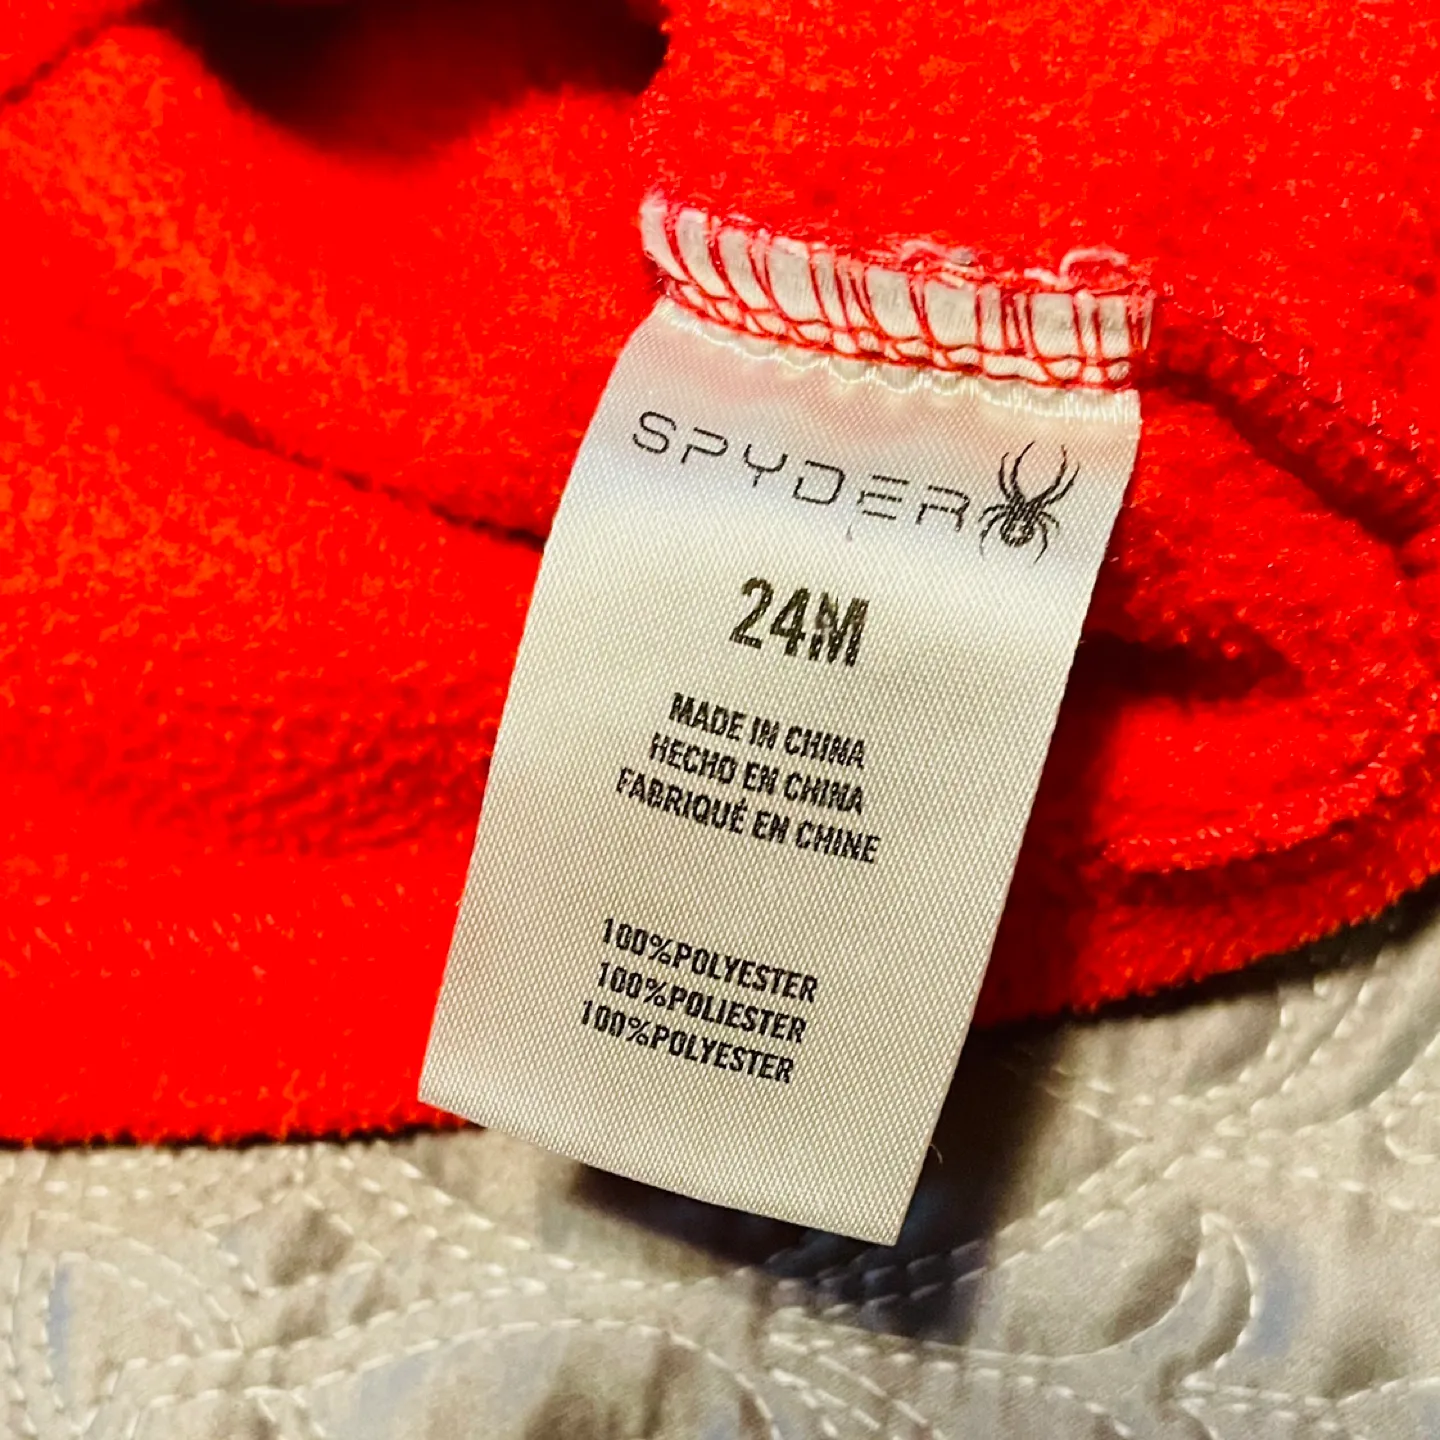 SPYDER
24M
MADE IN CHINA
HECHO EN CHINA
FABRIQUÉ EN CHINE
100%POLYESTER
100%POLIESTER
100%POLYESTER